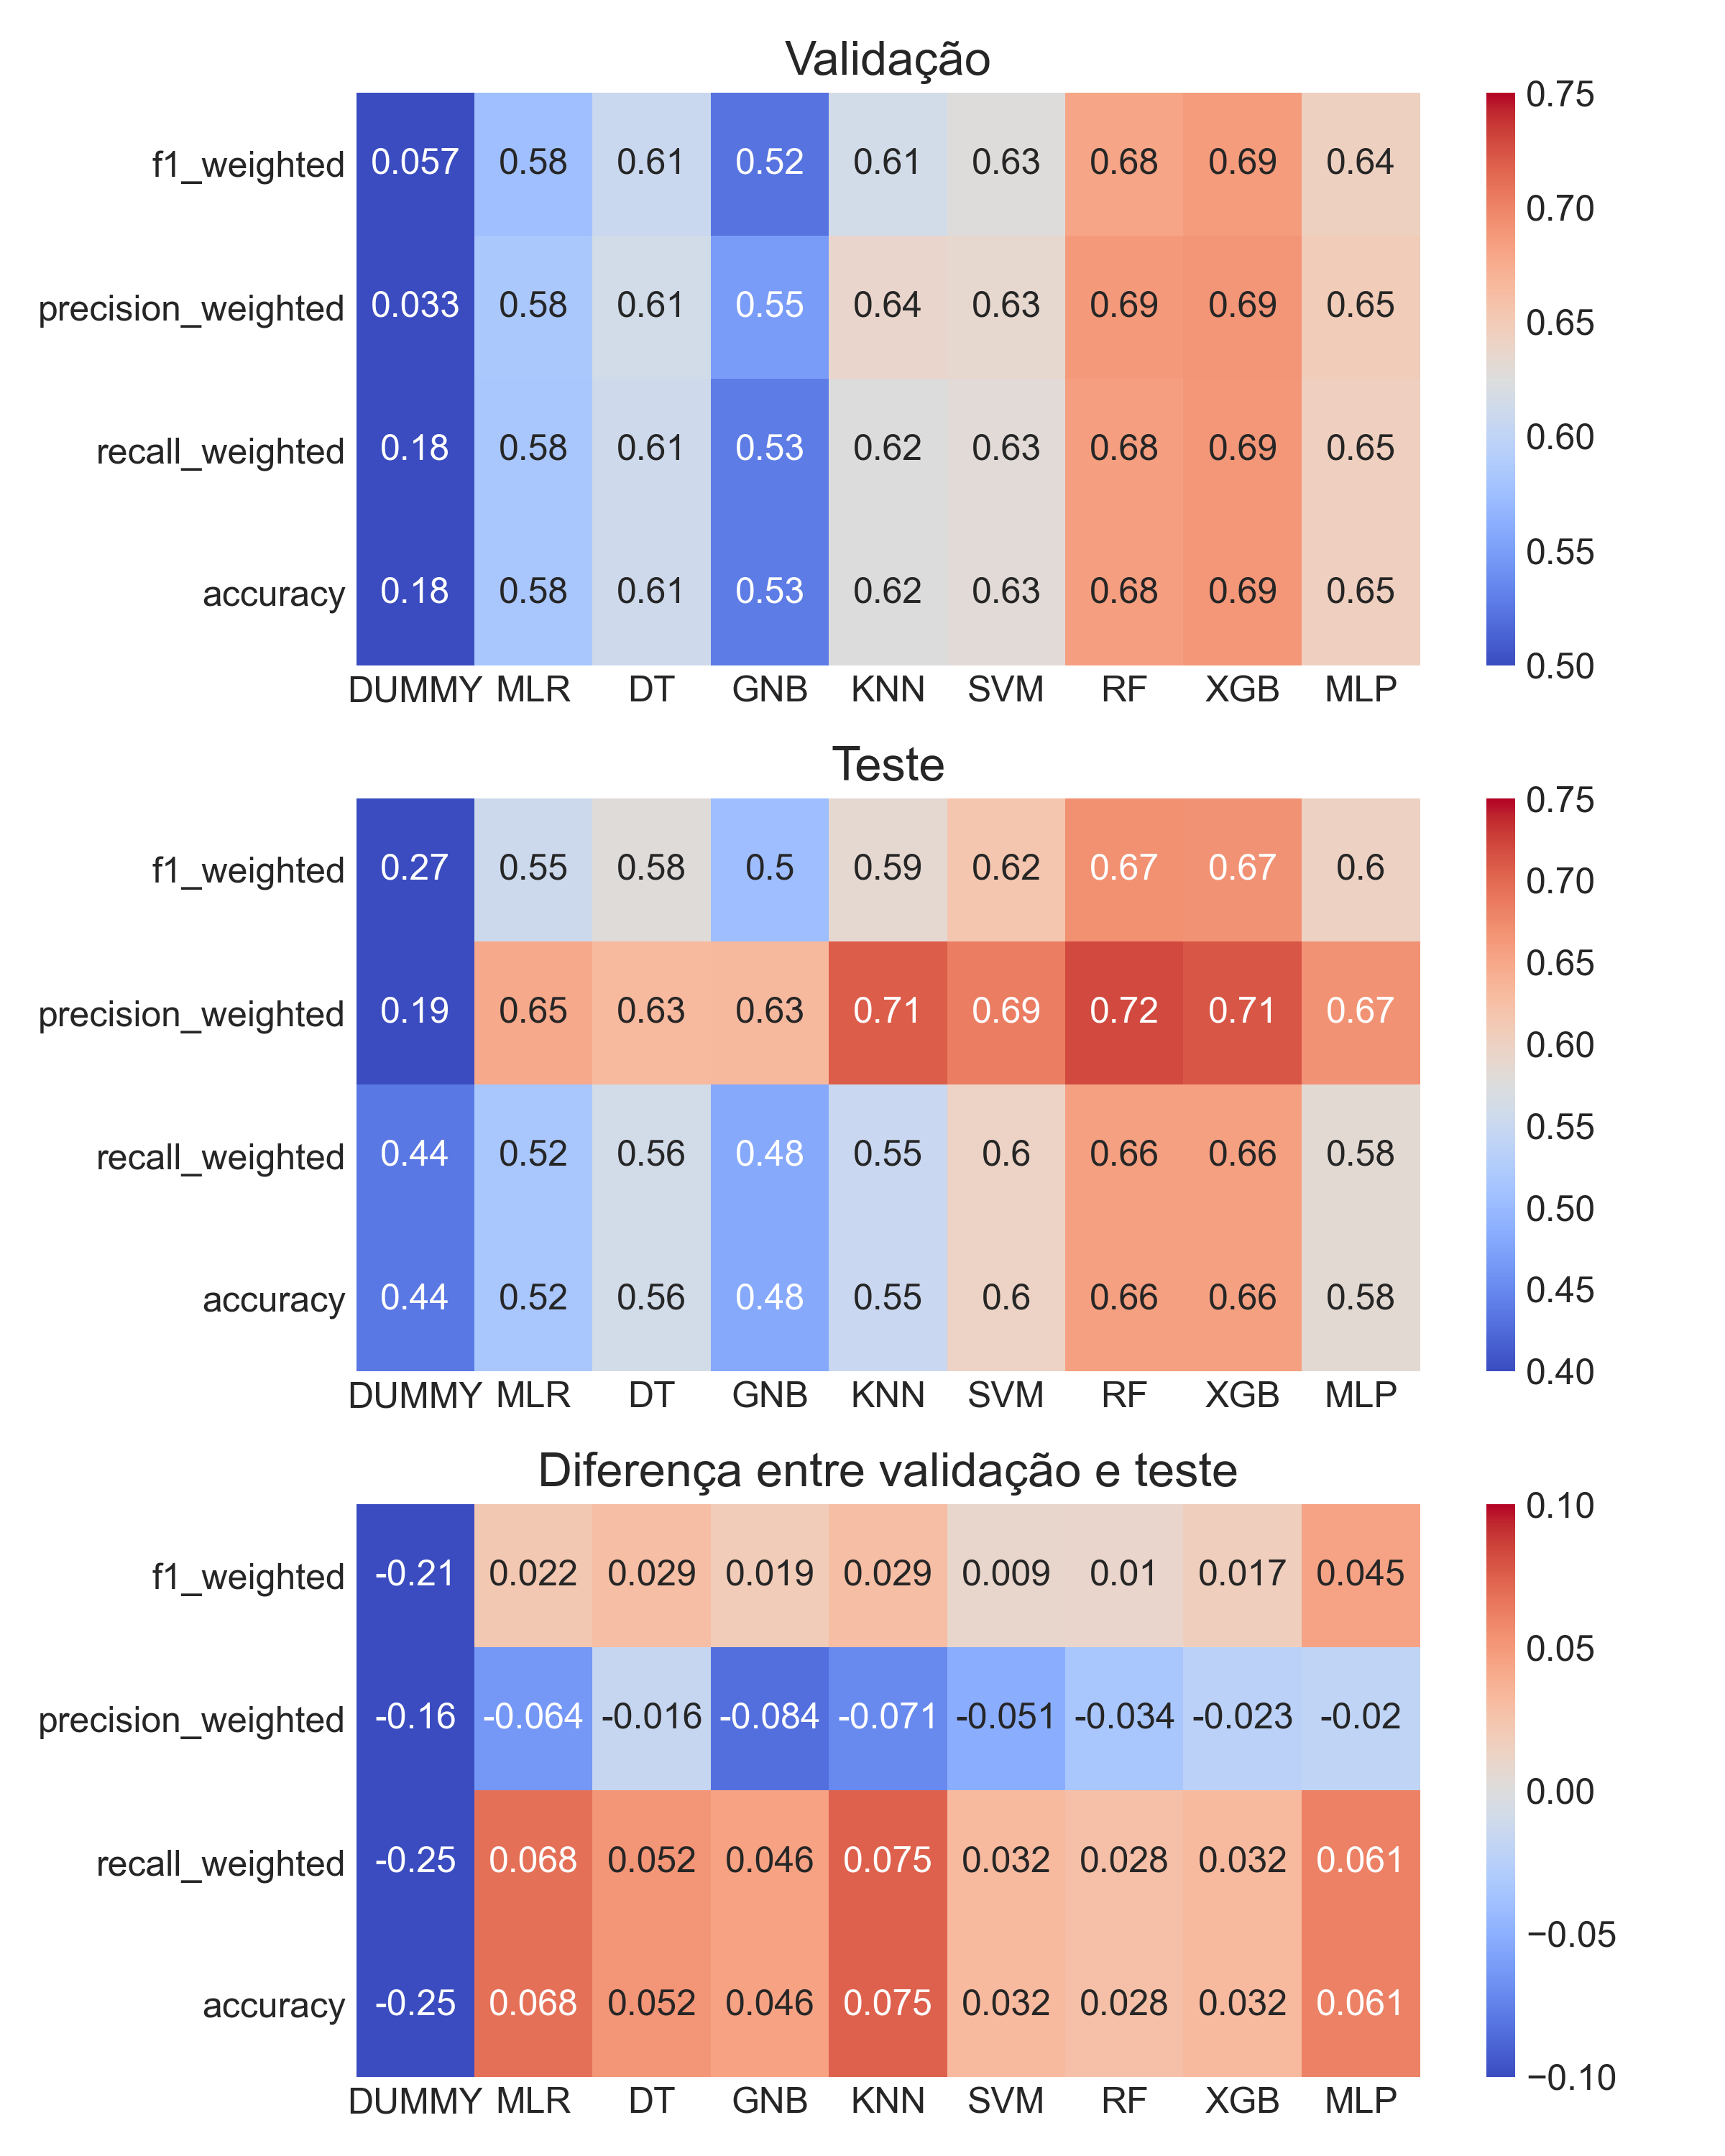 Validação
f1_weighted 0.057 0.58 0.61 0.52 0.61 0.63 0.68 0.69 0.64
precision_weighted 0.033 0.58 0.61 0.55 0.64 0.63 0.69 0.69 0.65
recall_weighted 0.18 0.58 0.61 0.53 0.62 0.63 0.68 0.69 0.65
accuracy 0.18 0.58 0.61 0.53 0.62 0.63 0.68 0.69 0.65
DUMMY MLR DT GNB KNN SVM RF XGB MLP
0.75
0.70
0.65
0.60
0.55
0.50
Teste
f1_weighted 0.27 0.55 0.58 0.5 0.59 0.62 0.67 0.67 0.6
precision_weighted 0.19 0.65 0.63 0.63 0.71 0.69 0.72 0.71 0.67
recall_weighted 0.44 0.52 0.56 0.48 0.55 0.6 0.66 0.66 0.58
accuracy 0.44 0.52 0.56 0.48 0.55 0.6 0.66 0.66 0.58
DUMMY MLR DT GNB KNN SVM RF XGB MLP
0.75
0.70
0.65
0.60
0.55
0.50
0.45
0.40
Diferença entre validação e teste
f1_weighted -0.21 0.022 0.029 0.019 0.029 0.009 0.01 0.017 0.045
precision_weighted -0.16 -0.064 -0.016 -0.084 -0.071 -0.051 -0.034 -0.023 -0.02
recall_weighted -0.25 0.068 0.052 0.046 0.075 0.032 0.028 0.032 0.061
accuracy -0.25 0.068 0.052 0.046 0.075 0.032 0.028 0.032 0.061
DUMMY MLR DT GNB KNN SVM RF XGB MLP
0.10
0.05
0.00
−0.05
−0.10